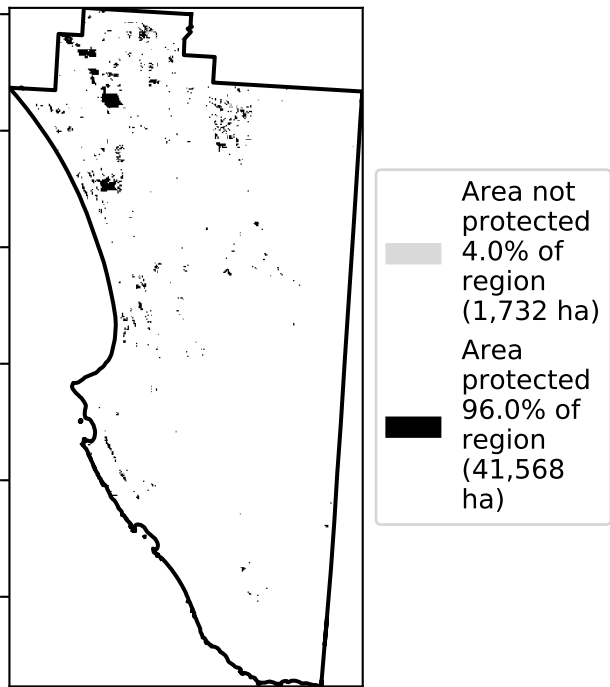 Area not
protected
4.0% of
region
(1,732 ha)
Area
protected
96.0% of
region
(41,568
ha)